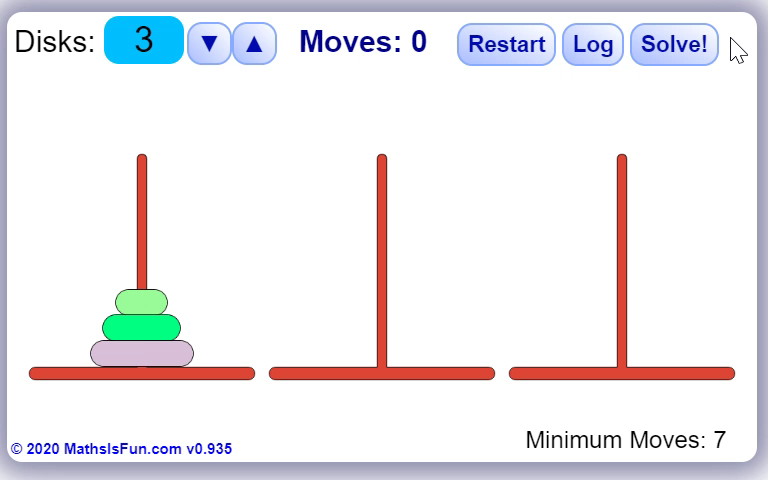 Disks: 3 ▼ ▲ Moves: 0 Restart Log Solve!
Minimum Moves: 7
© 2020 MathsIsFun.com v0.935